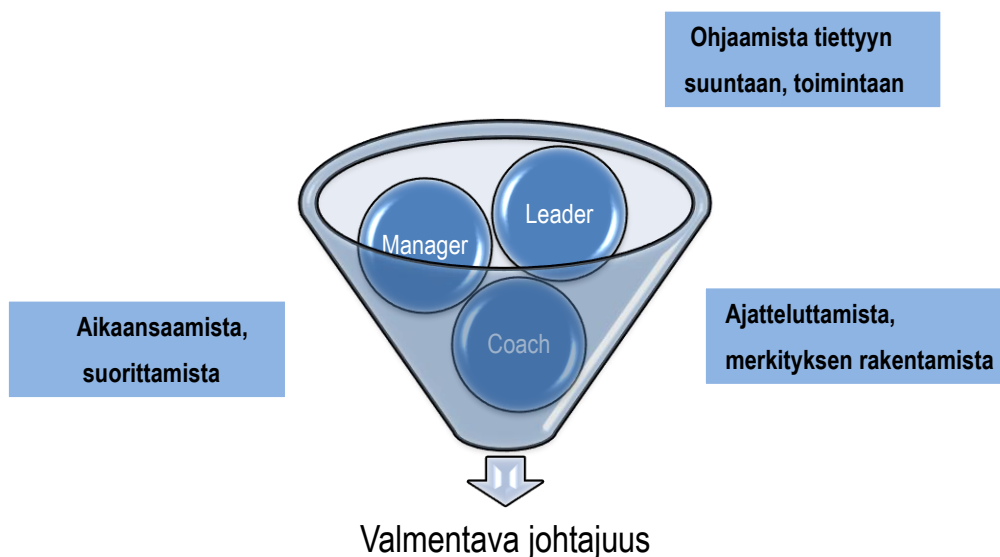 Ohjaamista tiettyyn
suuntaan, toimintaan
Leader
Manager
Aikaansaamista,
suorittamista
Ajatteluttamista,
merkityksen rakentamista
Coach
Valmentava johtajuus